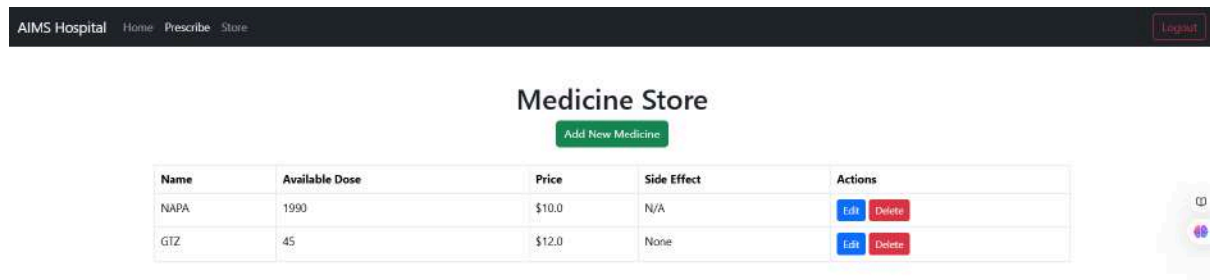 AIMS Hospital Home Prescribe Store Logout
Medicine Store
Add New Medicine
Name Available Dose Price Side Effect Actions
NAPA 1990 $10.0 N/A Edit Delete
GTZ 45 $12.0 None Edit Delete